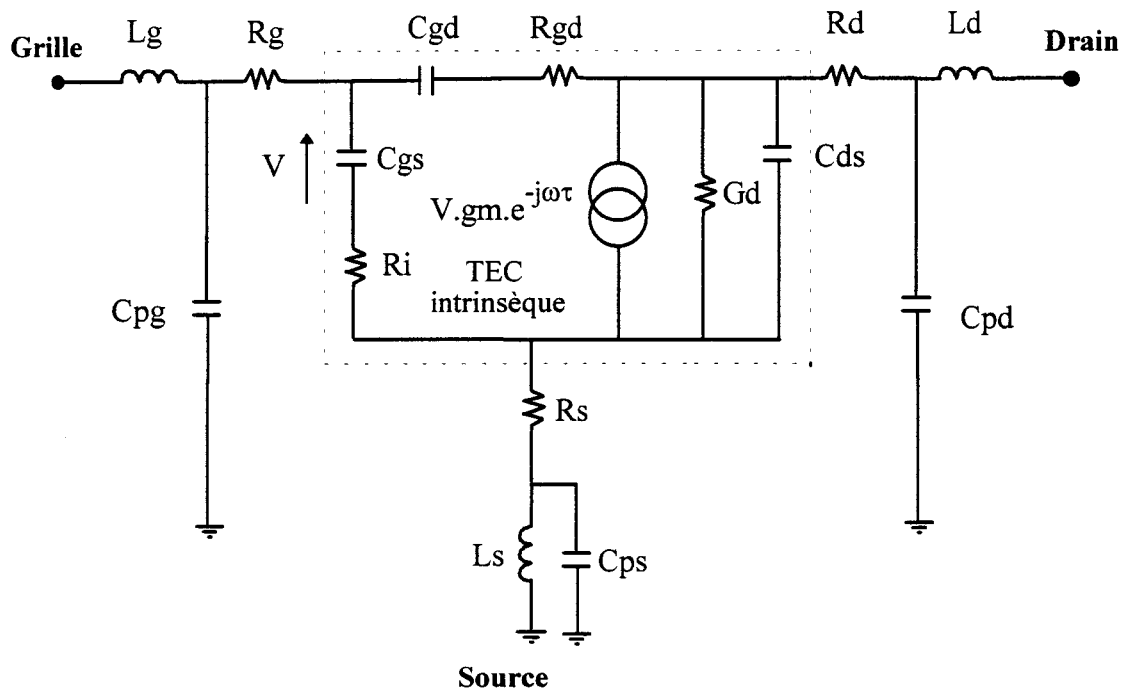 Lg
Rg
Cgd
Rgd
Rd
Ld
Grille
Drain
V
Cgs
V.gm.e-jωτ
Gd
Cds
Ri
TEC
intrinsèque
Cpg
Cpd
Rs
Ls
Cps
Source